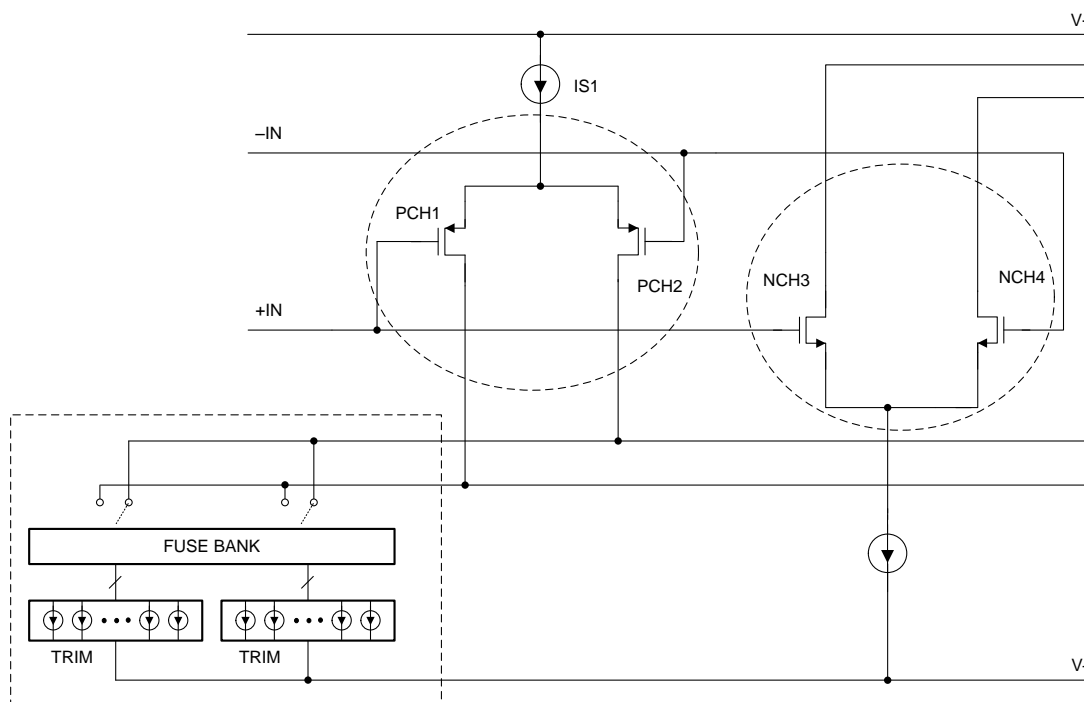 V-
IS1
–IN
PCH1
PCH2
NCH3
NCH4
+IN
FUSE BANK
TRIM
TRIM
V-